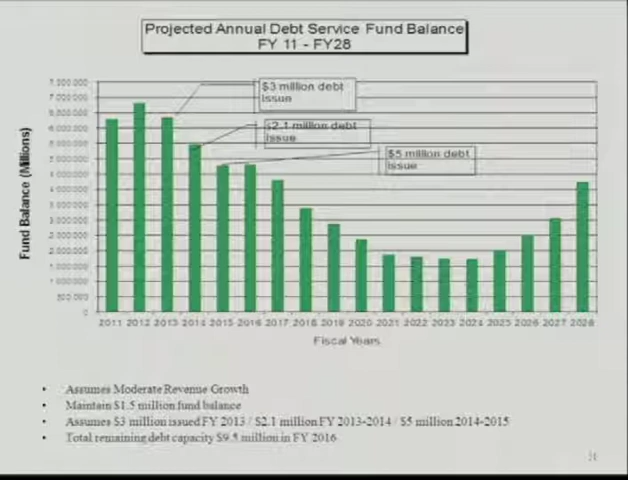 Projected Annual Debt Service Fund Balance
FY 11 - FY28
$3 million debt
Issue
$2.1 million debt
Issue
$5 million debt
Issue
Fund Balance (Millions)
500,000
0
2011 2012 2013 2014 2015 2016 2017 2018 2019 2020 2021 2022 2023 2024 2025 2026 2027 2028
Fiscal Years
• Assumes Moderate Revenue Growth
• Maintain $1.5 million fund balance
• Assumes $3 million issued FY 2013 / $2.1 million FY 2013-2014 / $5 million 2014-2015
• Total remaining debt capacity $9.5 million in FY 2016